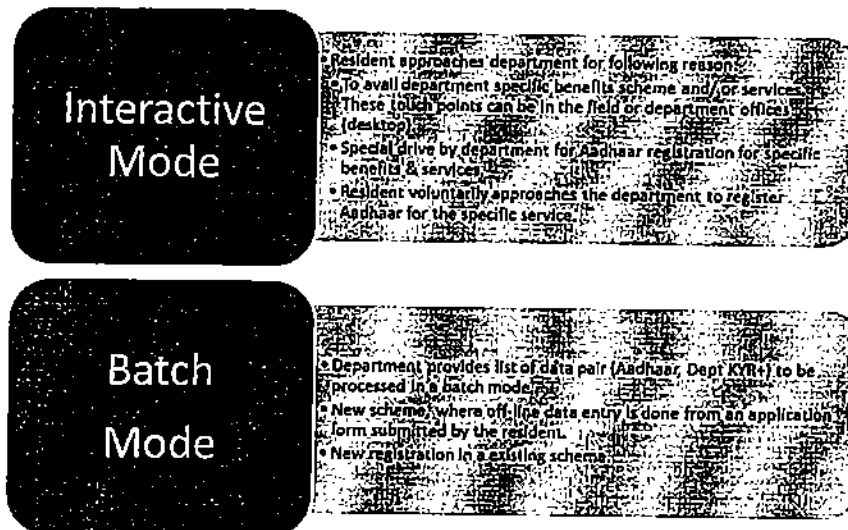 Interactive
Mode
• Resident approaches department for following reason
• To avail department specific benefits scheme and/or services.
These touch points can be in the field or department offices
(desktop)
• Special drive by department for Aadhaar registration for specific
benefits & services
• Resident voluntarily approaches the department to register
Aadhaar for the specific service.
Batch
Mode
• Department provides list of data pair (Aadhaar, Dept KYR+) to be
processed in a batch mode
• New scheme, where off-line data entry is done from an application
form submitted by the resident.
• New registration in a existing scheme